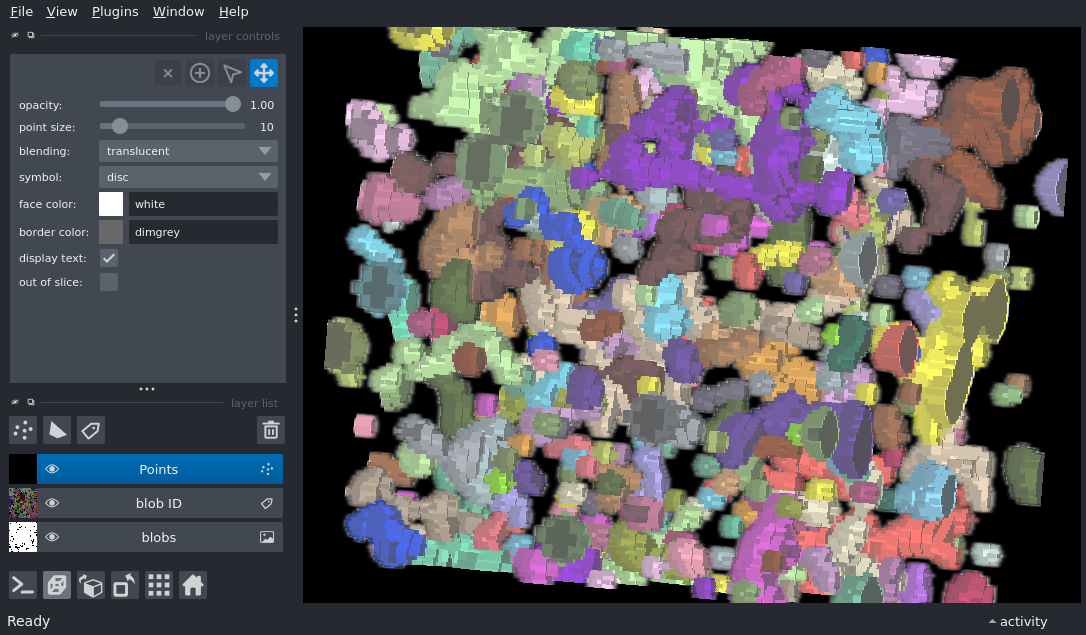 File View Plugins Window Help
layer controls
opacity: 1.00
point size: 10
blending: translucent
symbol: disc
face color: white
border color: dimgrey
display text:
out of slice:
layer list
Points
blob ID
blobs
Ready activity